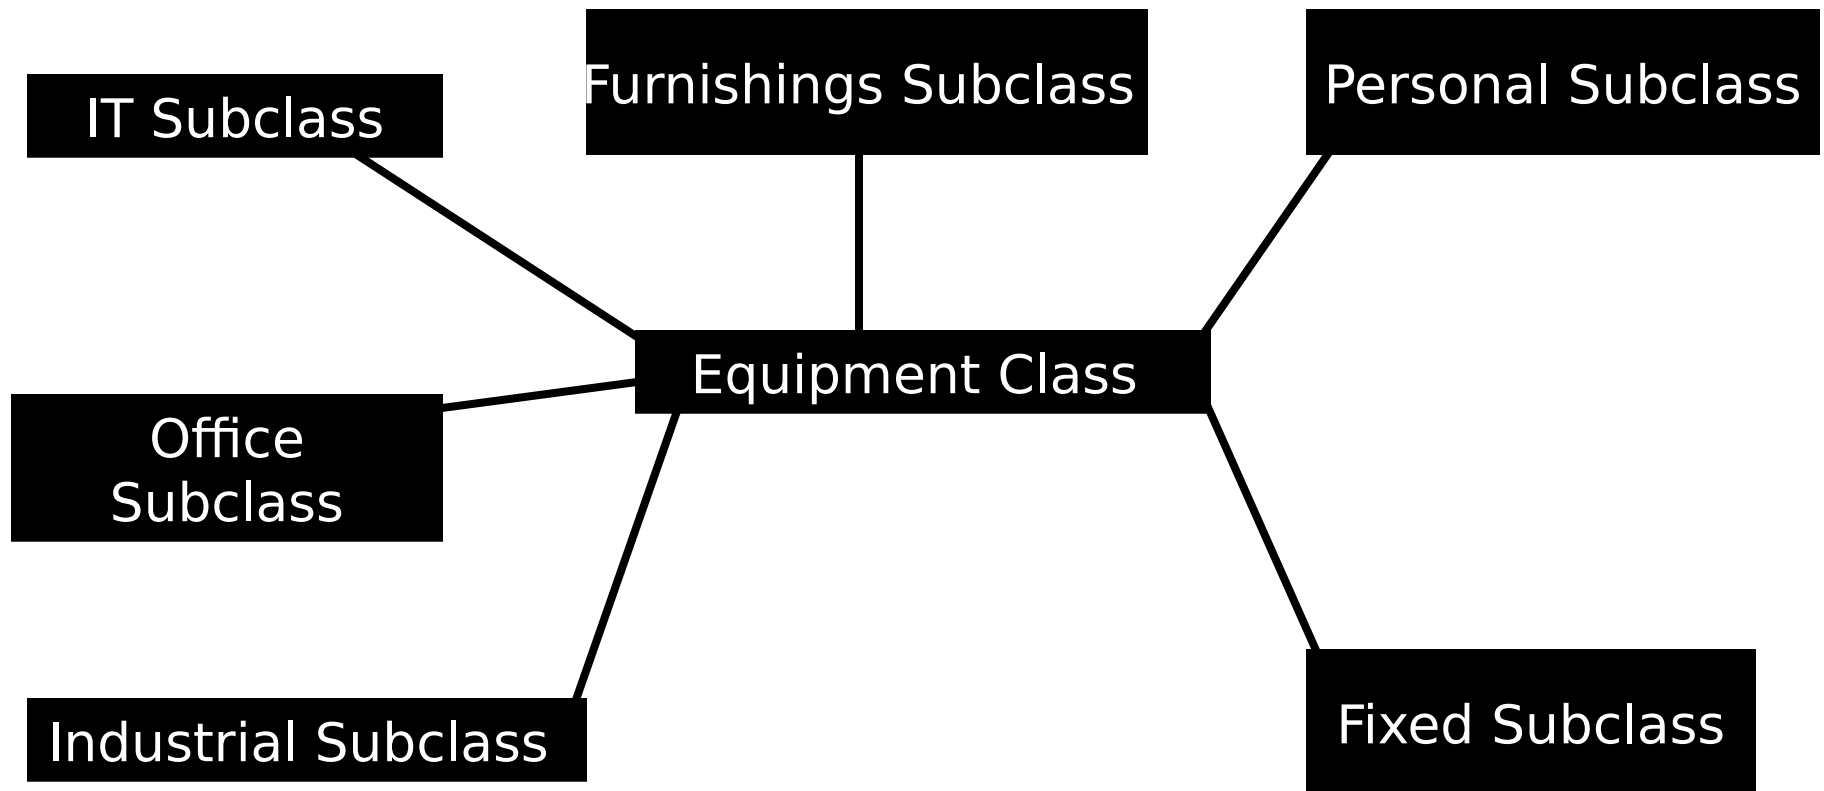 Furnishings Subclass
Personal Subclass
IT Subclass
Equipment Class
Office
Subclass
Industrial Subclass
Fixed Subclass